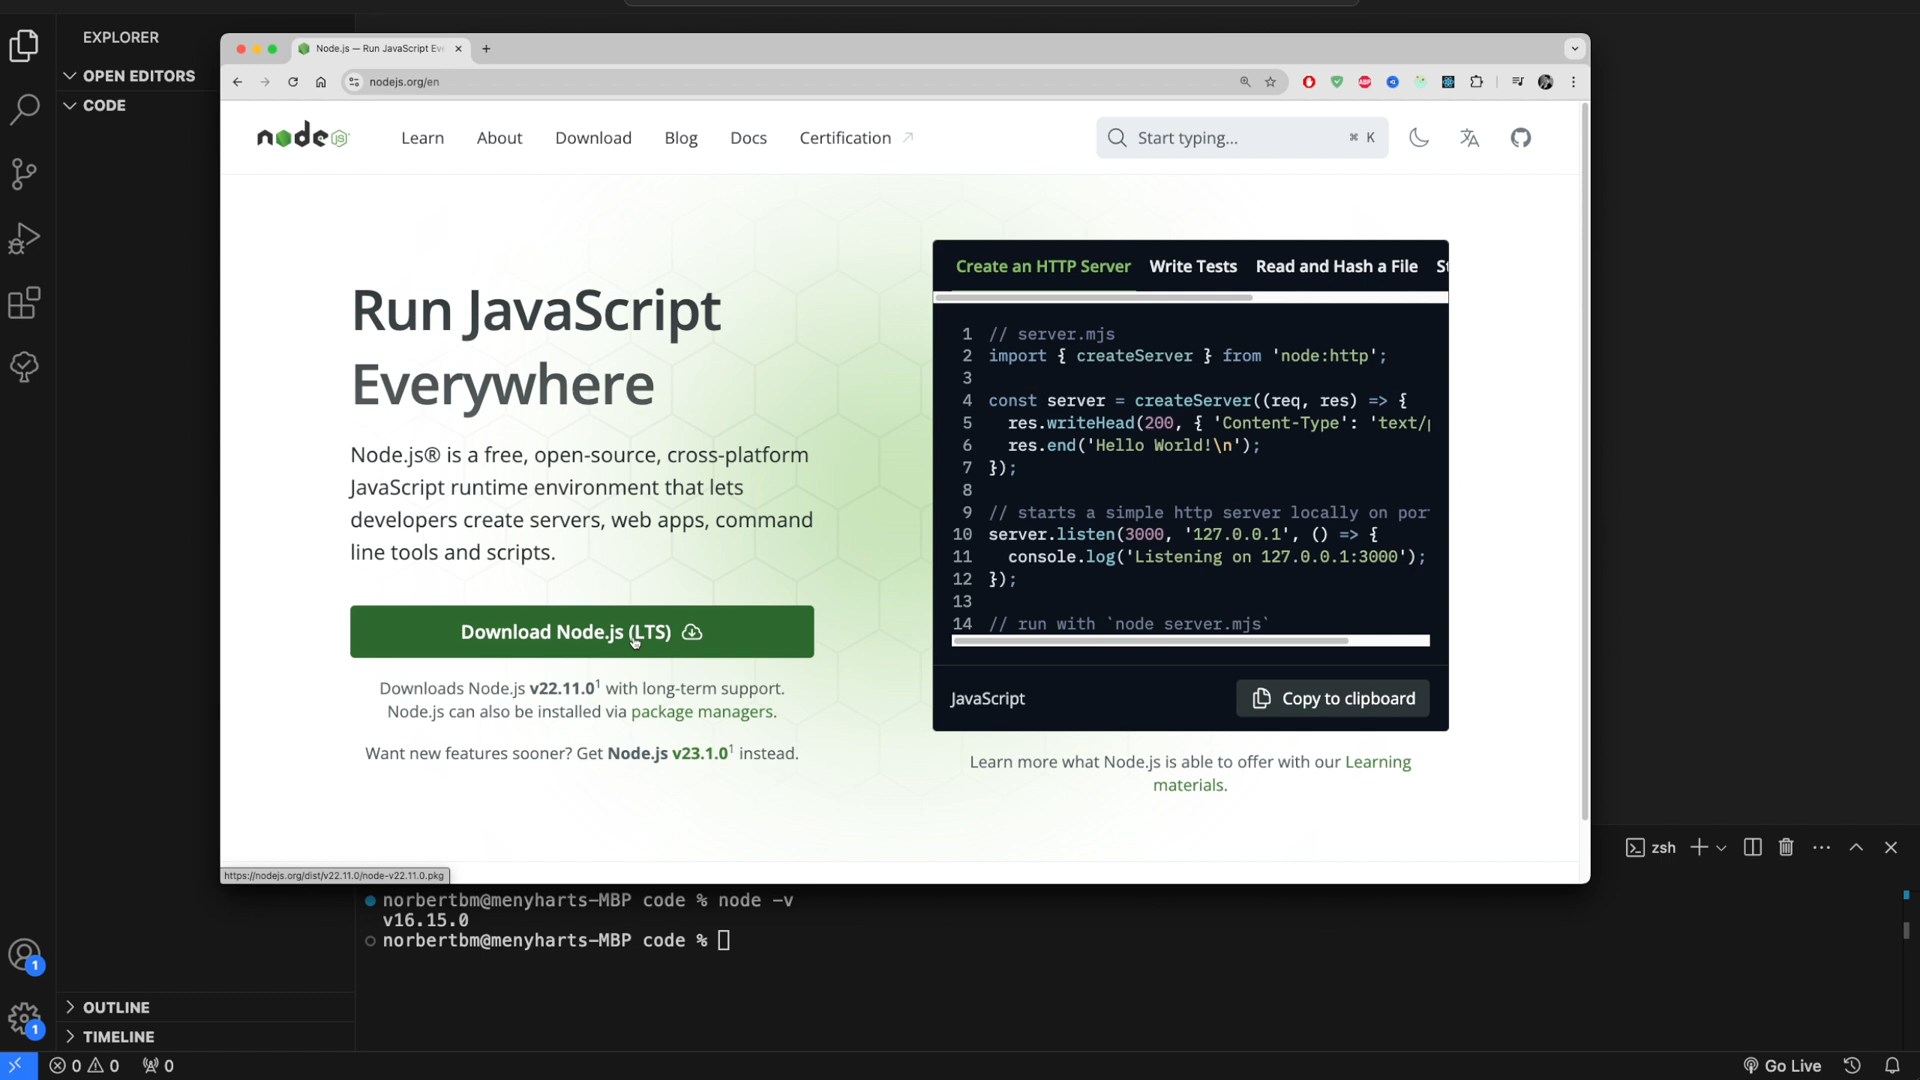 EXPLORER
OPEN EDITORS
CODE
OUTLINE
TIMELINE
1
1
0 0 0
Node.js — Run JavaScript Ev
nodejs.org/en
ABP
node JS
Learn About Download Blog Docs Certification
Start typing... ⌘ K
Run JavaScript
Everywhere
Node.js® is a free, open-source, cross-platform
JavaScript runtime environment that lets
developers create servers, web apps, command
line tools and scripts.
Download Node.js (LTS)
Downloads Node.js v22.11.0¹ with long-term support.
Node.js can also be installed via package managers.
Want new features sooner? Get Node.js v23.1.0¹ instead.
Create an HTTP Server Write Tests Read and Hash a File St
1 // server.mjs
2 import { createServer } from 'node:http';
3
4 const server = createServer((req, res) => {
5 res.writeHead(200, { 'Content-Type': 'text/p
6 res.end('Hello World!\n');
7 });
8
9 // starts a simple http server locally on por
10 server.listen(3000, '127.0.0.1', () => {
11 console.log('Listening on 127.0.0.1:3000');
12 });
13
14 // run with `node server.mjs`
JavaScript
Copy to clipboard
Learn more what Node.js is able to offer with our Learning
materials.
https://nodejs.org/dist/v22.11.0/node-v22.11.0.pkg
zsh
norbertbm@menyharts-MBP code % node -v
v16.15.0
norbertbm@menyharts-MBP code %
Go Live